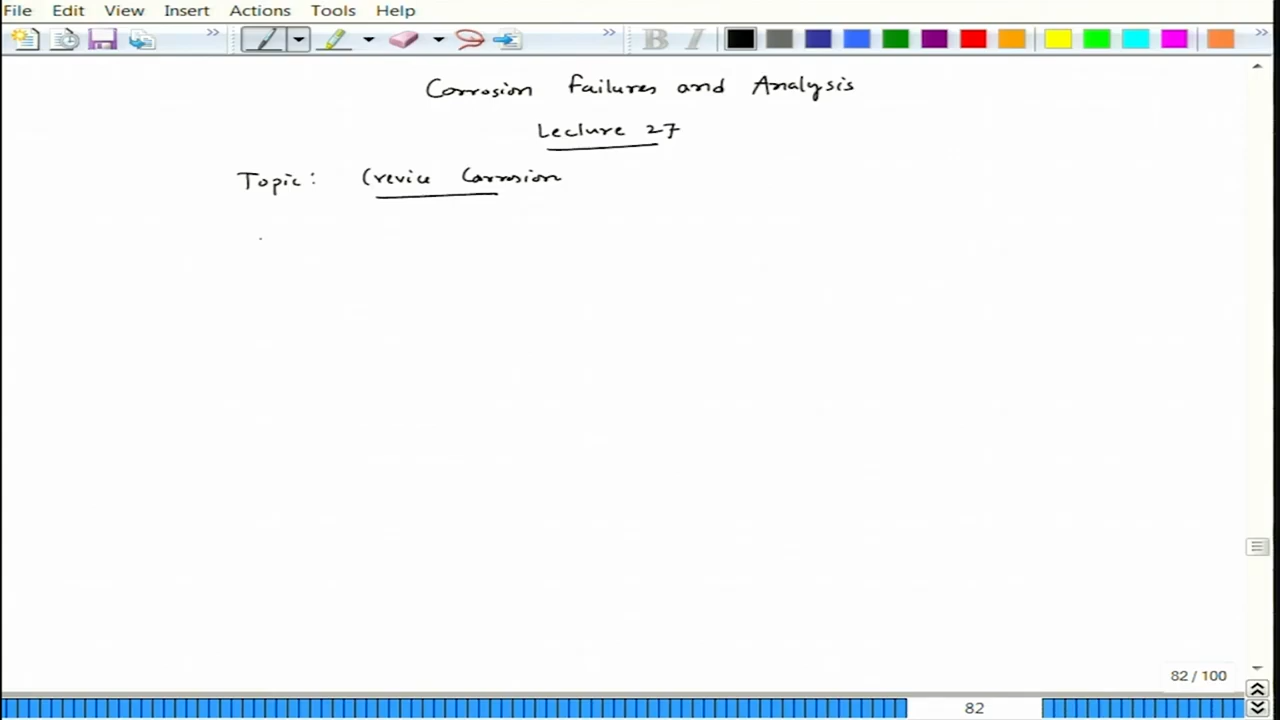 File Edit View Insert Actions Tools Help
B I
Corrosion Failures and Analysis
Lecture 27
Topic: Crevice Corrosion
82 / 100
82